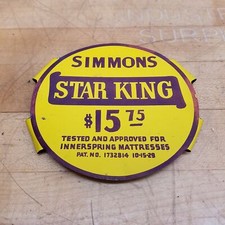 SIMMONS
STAR KING
$15 75
TESTED AND APPROVED FOR
INNERSPRING MATTRESSES
PAT. NO. 1732814 10-15-29